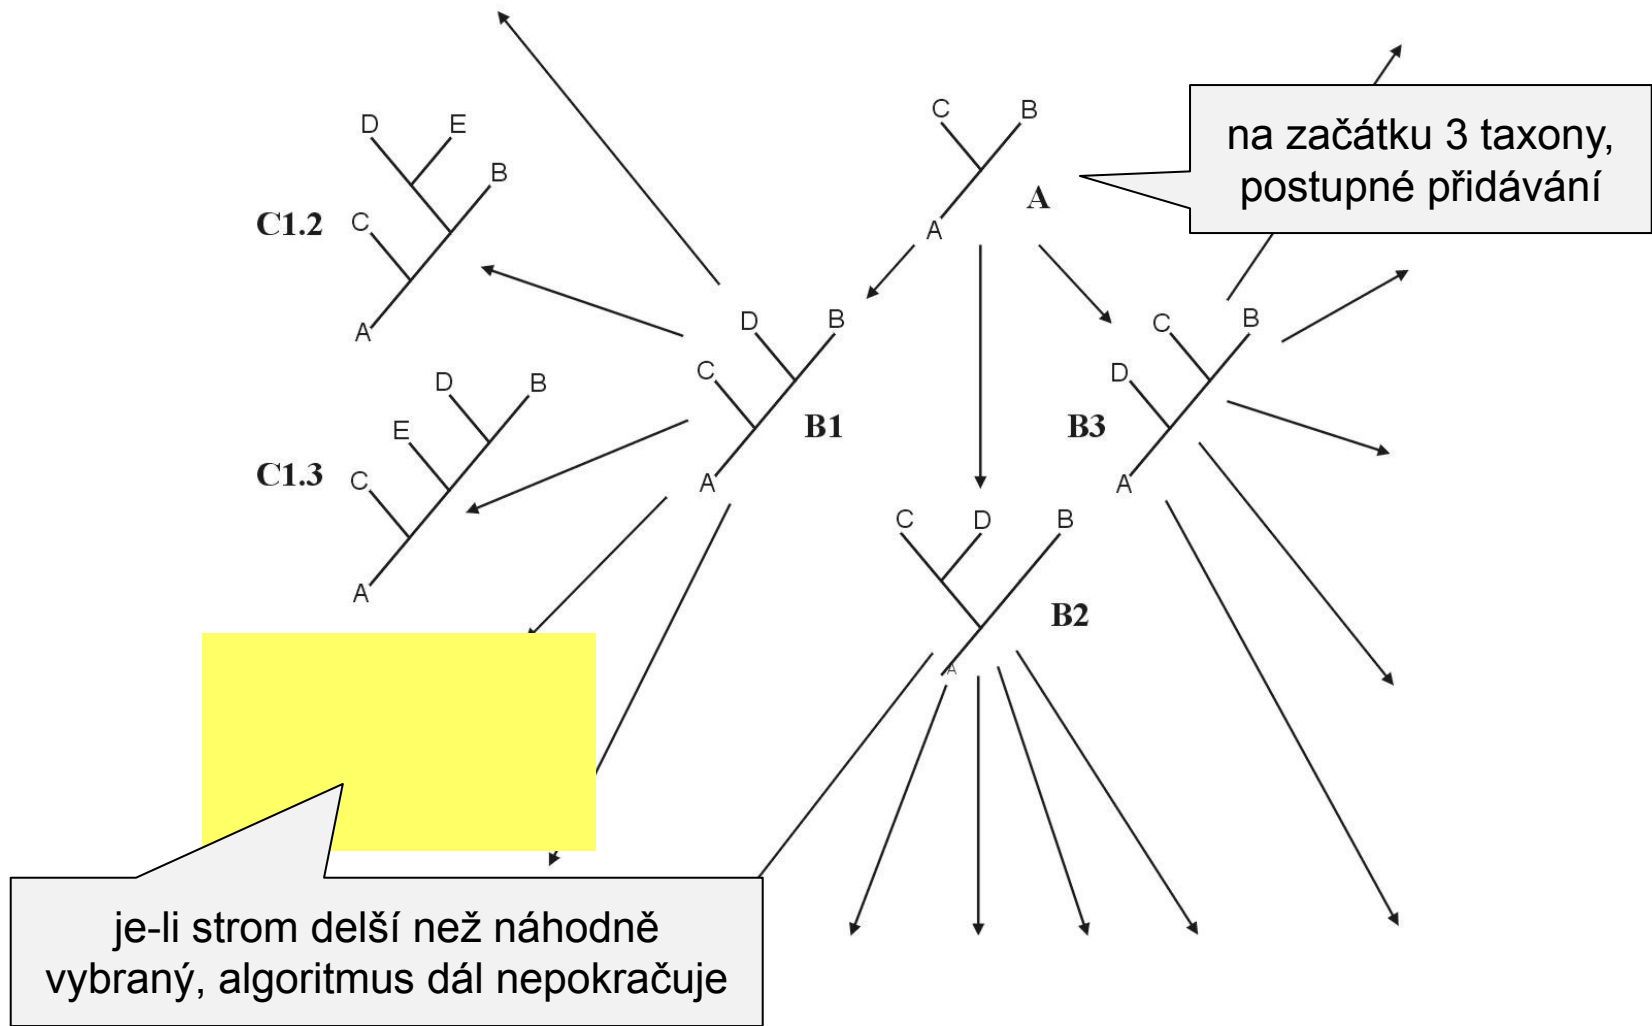 C B
na začátku 3 taxony,
postupné přidávání
A
A
D E
B
C1.2
C
A
D B
C
B1
A
C B
D
B3
A
D B
E
C1.3
C
A
C D B
B2
A
je-li strom delší než náhodně
vybraný, algoritmus dál nepokračuje